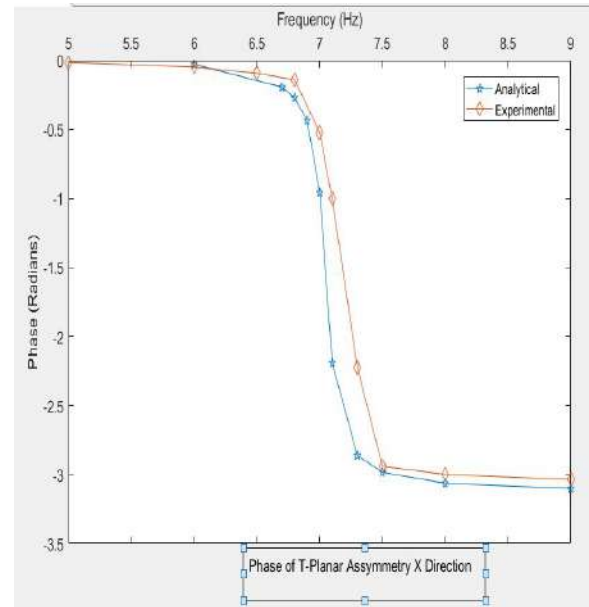 Frequency (Hz)
5 5.5 6 6.5 7 7.5 8 8.5 9
0
-0.5
-1
-1.5
-2
-2.5
-3
-3.5
Phase (Radians)
Analytical
Experimental
Phase of T-Planar Assymmetry X Direction